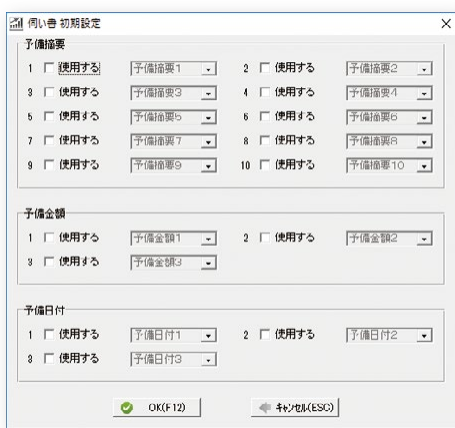 伺い書 初期設定
予備摘要
1 使用する 予備摘要1 2 使用する 予備摘要2
3 使用する 予備摘要3 4 使用する 予備摘要4
5 使用する 予備摘要5 6 使用する 予備摘要6
7 使用する 予備摘要7 8 使用する 予備摘要8
9 使用する 予備摘要9 10 使用する 予備摘要10
予備金額
1 使用する 予備金額1 2 使用する 予備金額2
3 使用する 予備金額3
予備日付
1 使用する 予備日付1 2 使用する 予備日付2
3 使用する 予備日付3
OK(F12) キャンセル(ESC)